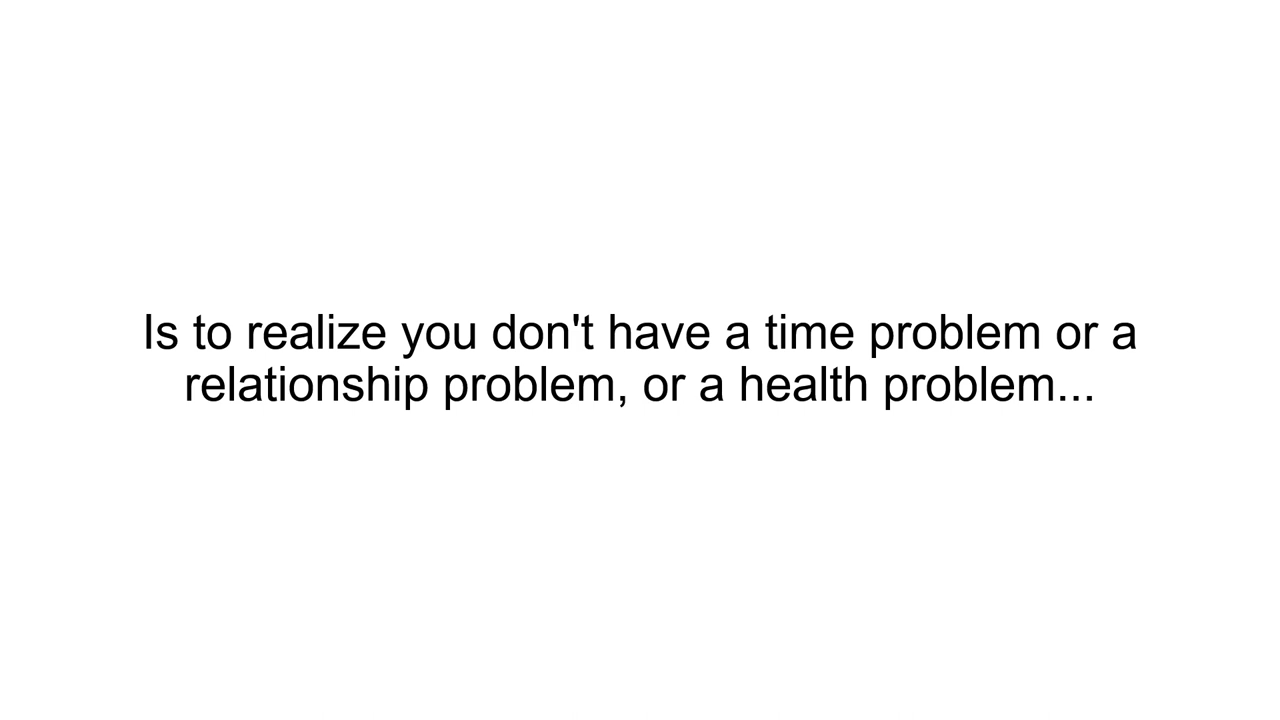 Is to realize you don't have a time problem or a
relationship problem, or a health problem...